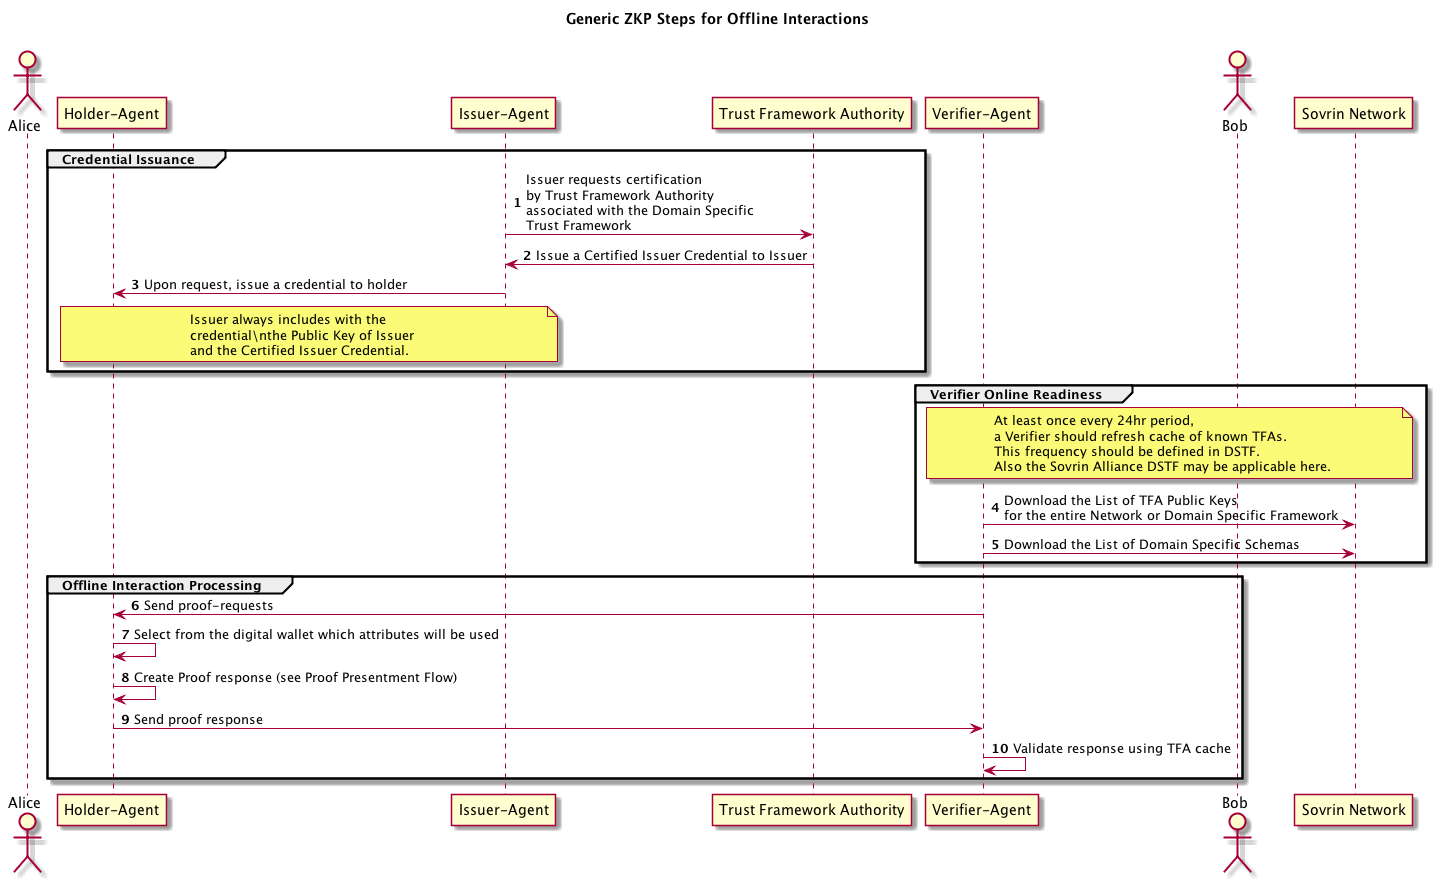 Generic ZKP Steps for Offline Interactions
Alice
Holder-Agent
Issuer-Agent
Trust Framework Authority
Verifier-Agent
Bob
Sovrin Network
Credential Issuance
1 Issuer requests certification
by Trust Framework Authority
associated with the Domain Specific
Trust Framework
2 Issue a Certified Issuer Credential to Issuer
3 Upon request, issue a credential to holder
Issuer always includes with the
credential\nthe Public Key of Issuer
and the Certified Issuer Credential.
Verifier Online Readiness
At least once every 24hr period,
a Verifier should refresh cache of known TFAs.
This frequency should be defined in DSTF.
Also the Sovrin Alliance DSTF may be applicable here.
4 Download the List of TFA Public Keys
for the entire Network or Domain Specific Framework
5 Download the List of Domain Specific Schemas
Offline Interaction Processing
6 Send proof-requests
7 Select from the digital wallet which attributes will be used
8 Create Proof response (see Proof Presentment Flow)
9 Send proof response
10 Validate response using TFA cache
Alice
Holder-Agent
Issuer-Agent
Trust Framework Authority
Verifier-Agent
Bob
Sovrin Network